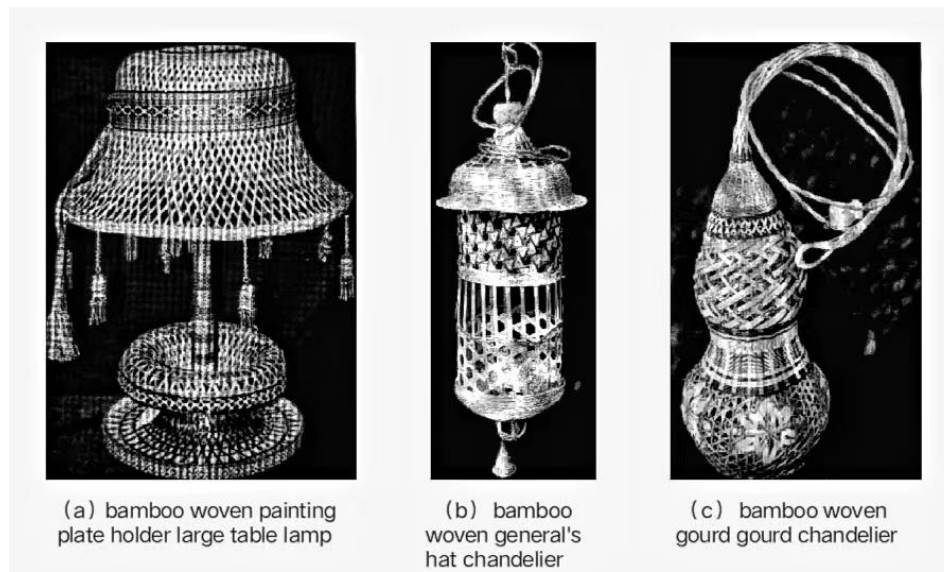 (a) bamboo woven painting
plate holder large table lamp
(b) bamboo
woven general's
hat chandelier
(c) bamboo woven
gourd gourd chandelier